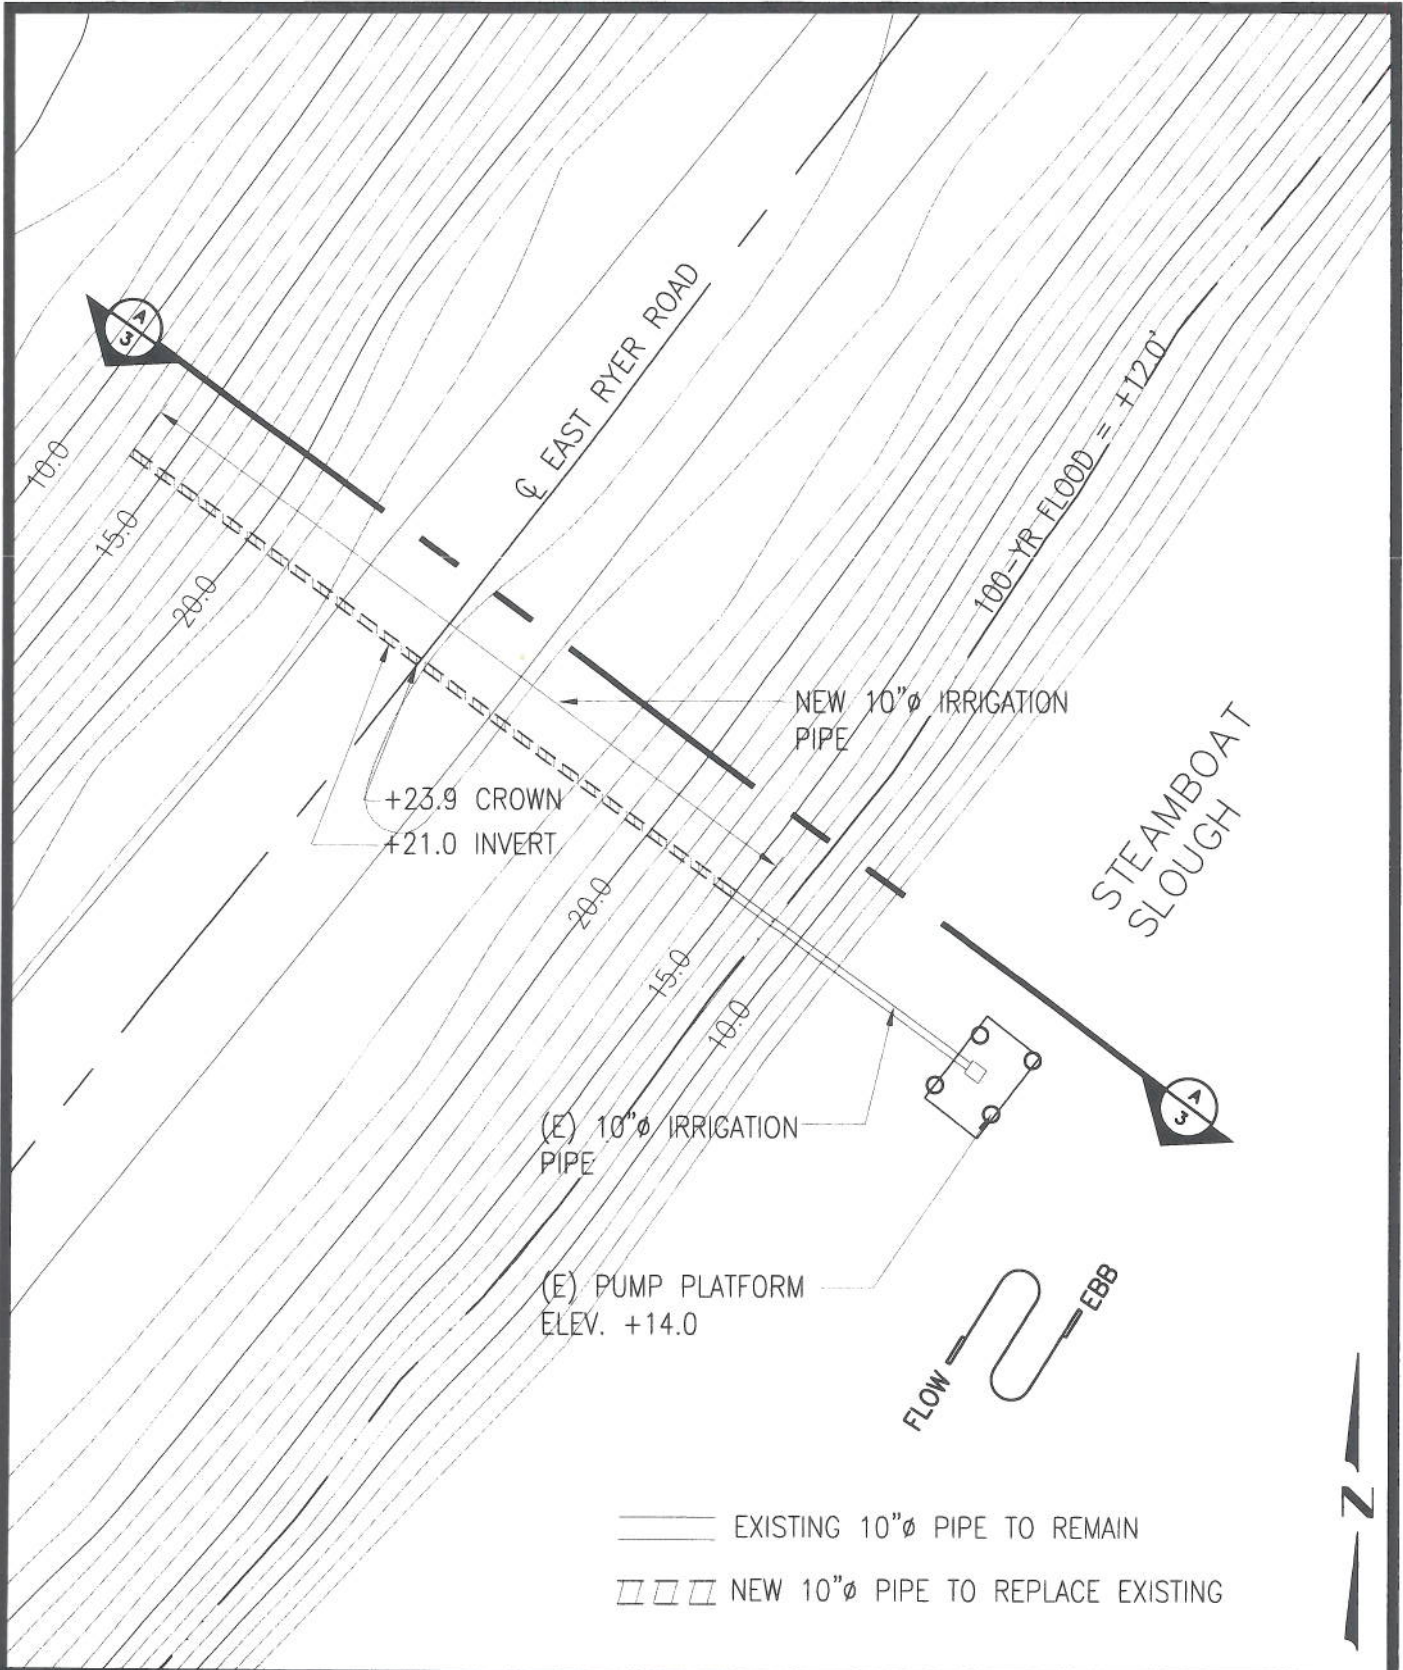 A
3
℄ EAST RYER ROAD
100-YR FLOOD = +12.0'
10.0
15.0
20.0
NEW 10"ø IRRIGATION
PIPE
STEAMBOAT
SLOUGH
+23.9 CROWN
+21.0 INVERT
20.0
15.0
10.0
A
3
(E) 10"ø IRRIGATION
PIPE
(E) PUMP PLATFORM
ELEV. +14.0
FLOW
EBB
N
EXISTING 10"ø PIPE TO REMAIN
NEW 10"ø PIPE TO REPLACE EXISTING